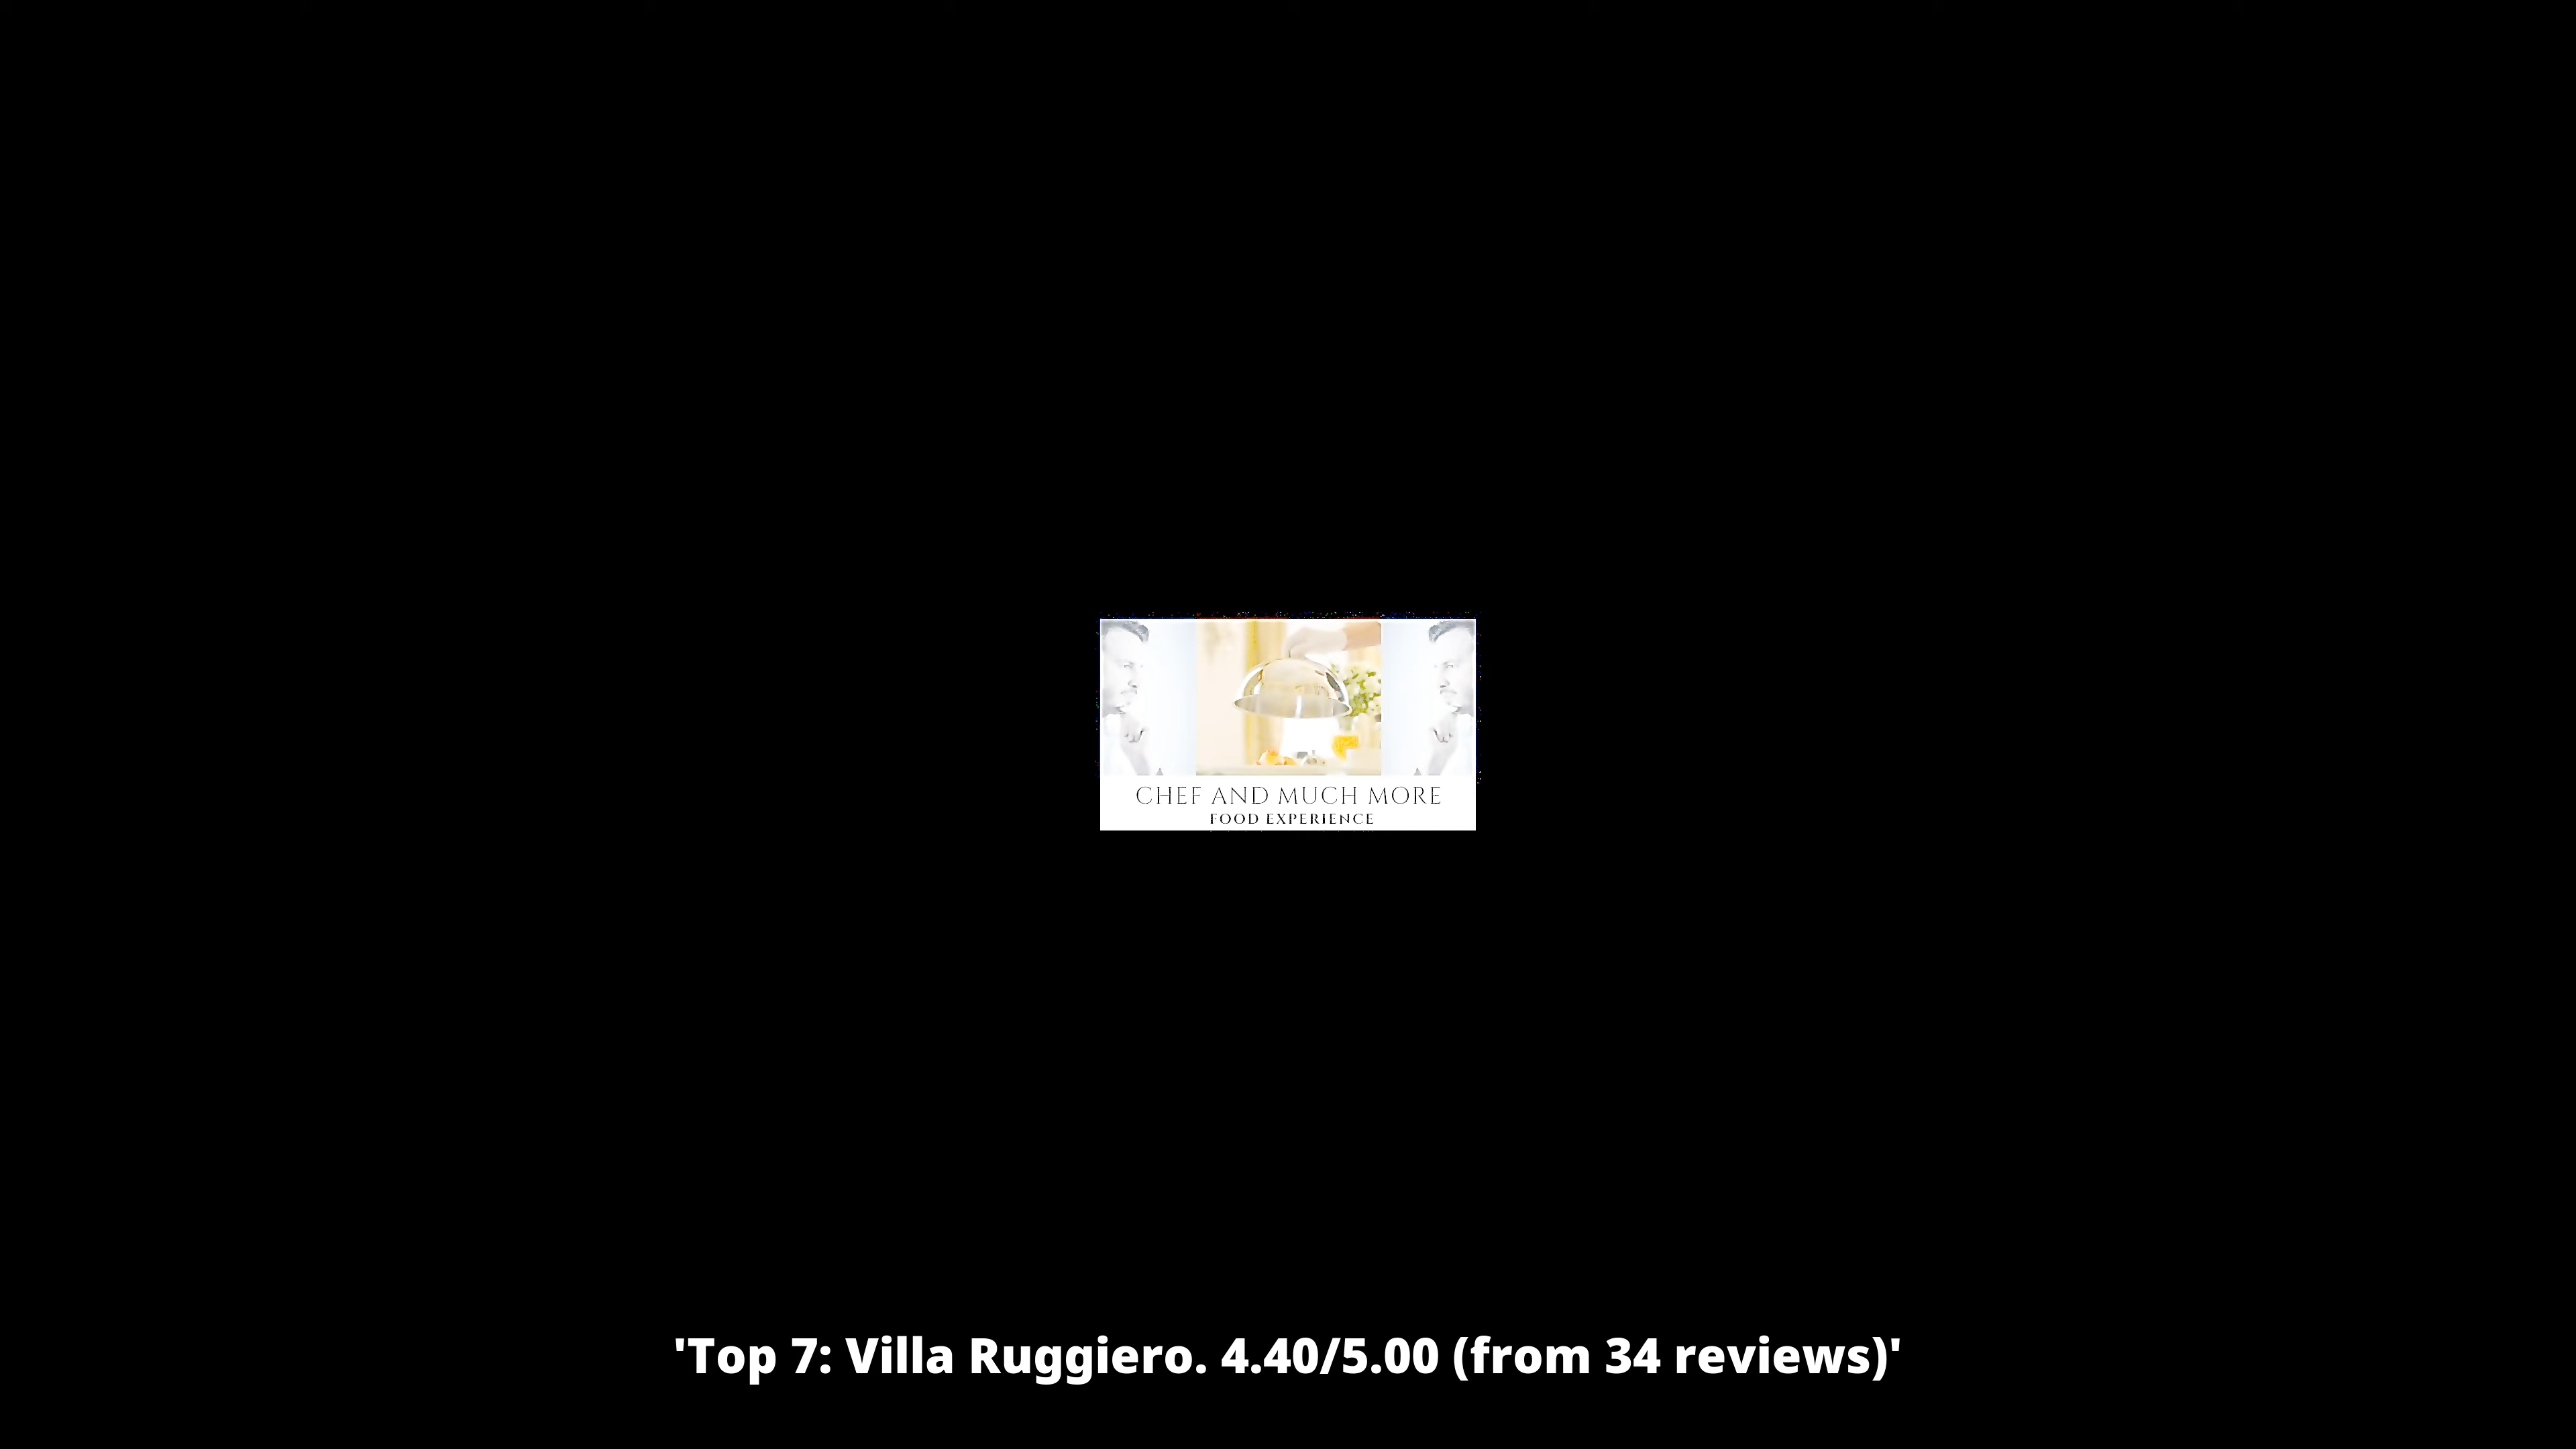 CHEF AND MUCH MORE
FOOD EXPERIENCE
'Top 7: Villa Ruggiero. 4.40/5.00 (from 34 reviews)'